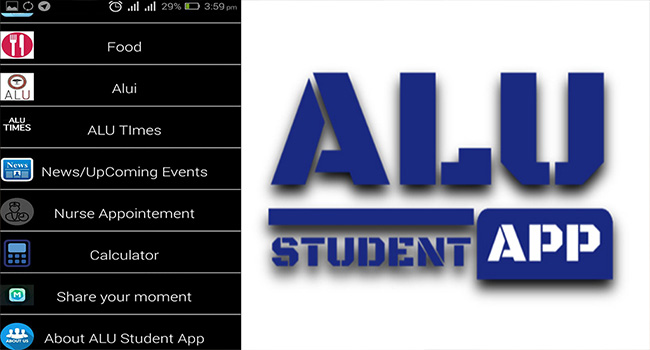 29% 3:59 pm
Food
ALU
Alui
ALU
TIMES
ALU TImes
News
News/UpComing Events
Nurse Appointement
Calculator
M
Share your moment
ABOUT US
About ALU Student App
ALU
STUDENT APP